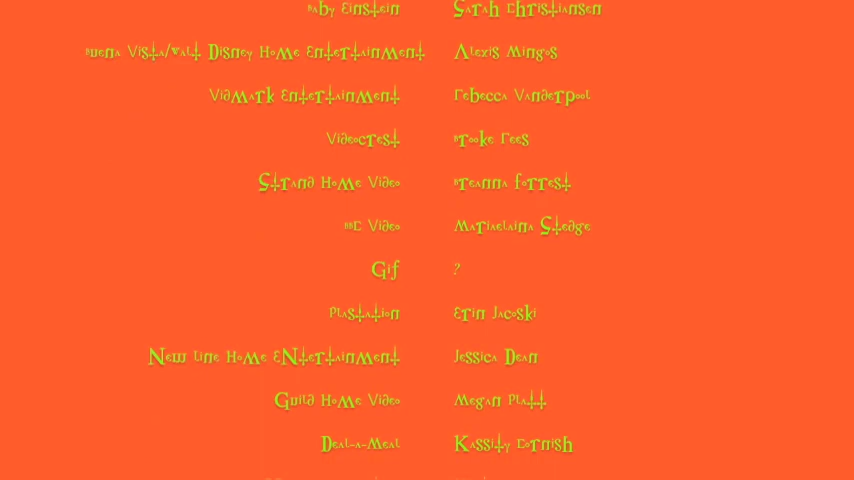 Baby Einstein Sarah Christiansen
Buena Vista/Walt Disney Home Entertainment Alexis Mingos
Vidmark Entertainment Rebecca Vanderpool
Videocrest Brooke Rees
Strand Home Video Breanna Forrest
BBC Video Mariaelaina Sledge
Gif ?
Plastation Erin Jacoski
New Line Home ENtertainment Jessica Dean
Guild Home Video Megan Platt
Deal-a-Meal Kassity Cornish